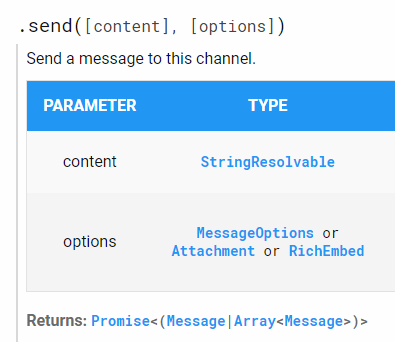 .send([content], [options])
Send a message to this channel.
PARAMETER TYPE
content StringResolvable
options MessageOptions or
Attachment or RichEmbed
Returns: Promise<(Message|Array<Message>)>